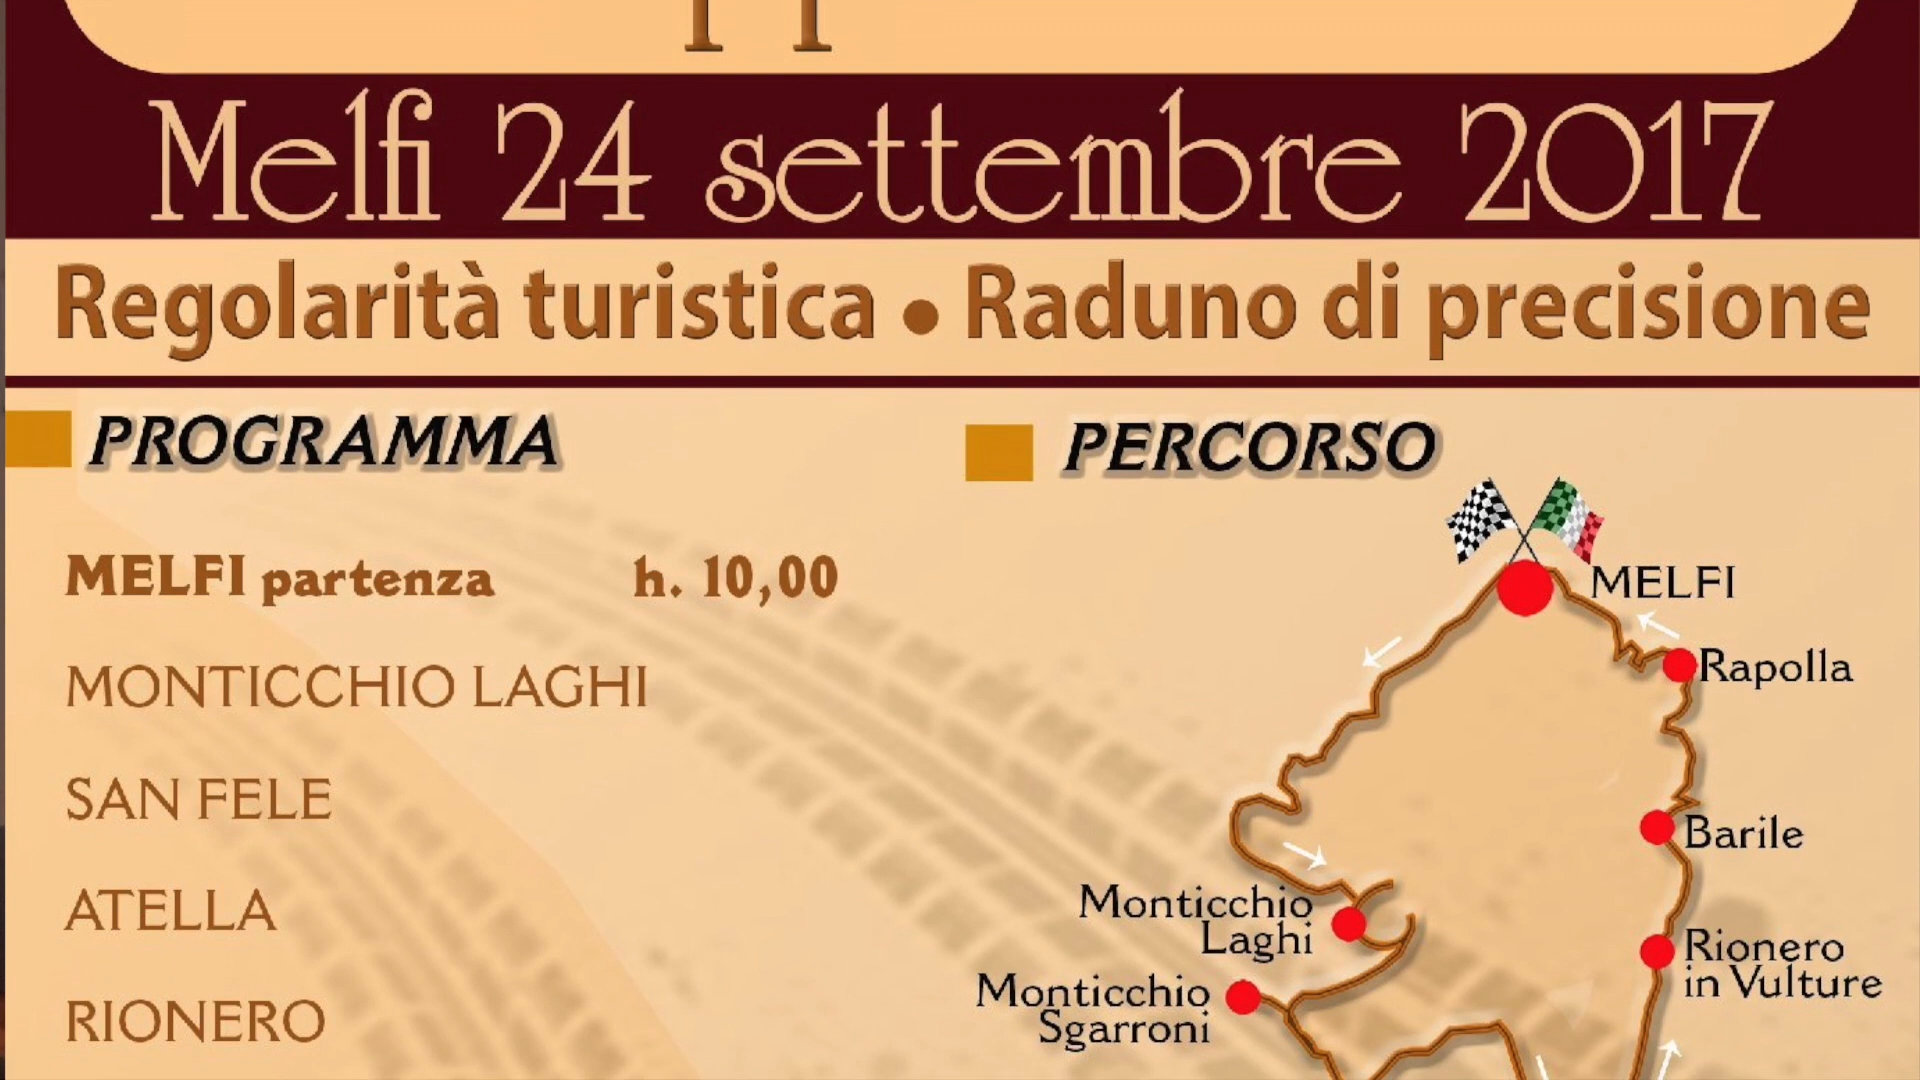 Melfi 24 settembre 2017
Regolarità turistica • Raduno di precisione
PROGRAMMA
MELFI partenza h. 10,00
MONTICCHIO LAGHI
SAN FELE
ATELLA
RIONERO
PERCORSO
MELFI
Rapolla
Barile
Monticchio
Laghi
Rionero
in Vulture
Monticchio
Sgarroni